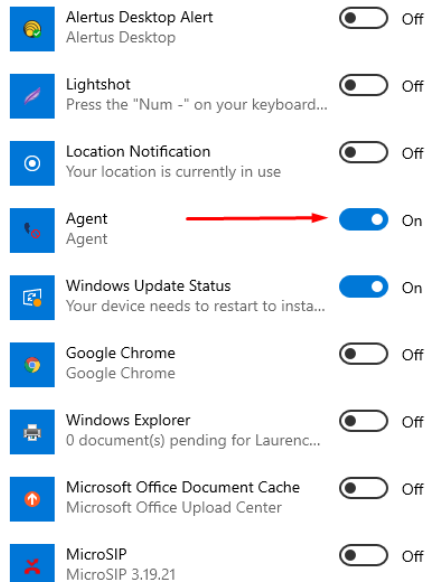 Alertus Desktop Alert
Off
Alertus Desktop
Lightshot
Off
Press the "Num -" on your keyboard...
Location Notification
Off
Your location is currently in use
Agent
On
Agent
Windows Update Status
On
Your device needs to restart to insta...
Google Chrome
Off
Google Chrome
Windows Explorer
Off
0 document(s) pending for Laurenc...
Microsoft Office Document Cache
Off
Microsoft Office Upload Center
MicroSIP
Off
MicroSIP 3.19.21